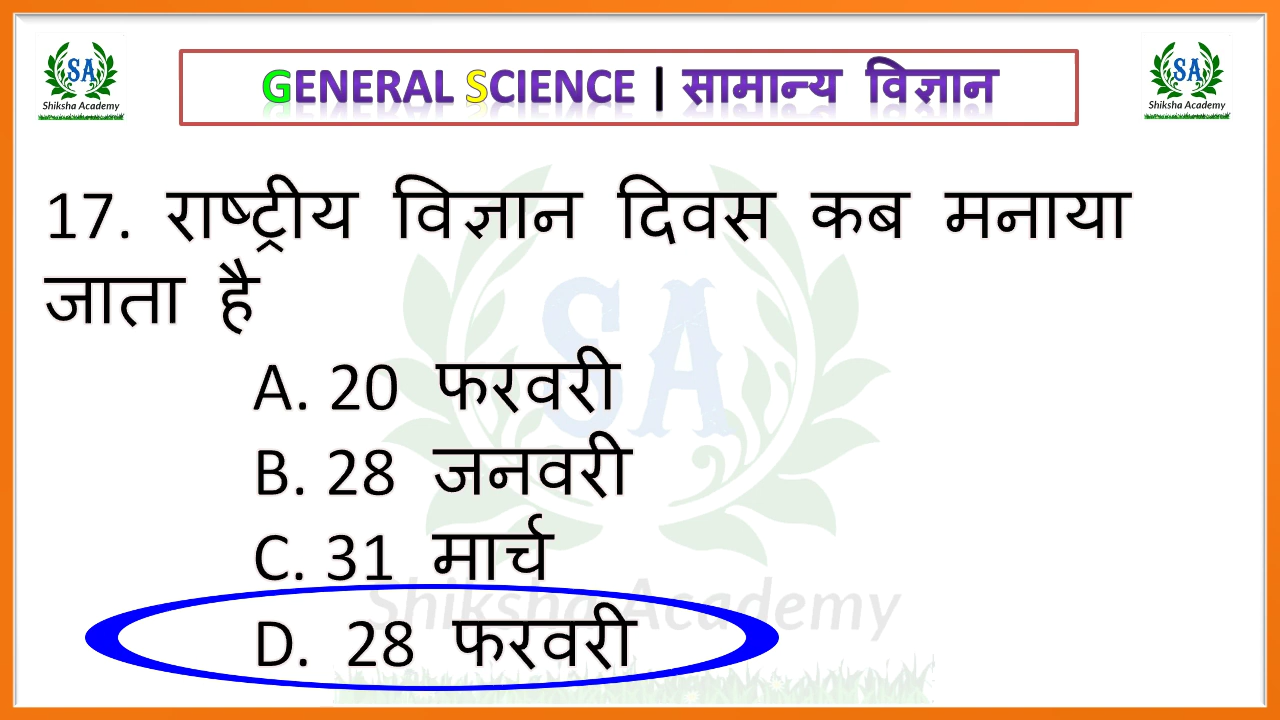 SA
Shiksha Academy
GENERAL SCIENCE | सामान्य विज्ञान
SA
Shiksha Academy
17. राष्ट्रीय विज्ञान दिवस कब मनाया
जाता है
A. 20 फरवरी
B. 28 जनवरी
C. 31 मार्च
D. 28 फरवरी
SA
Shiksha Academy